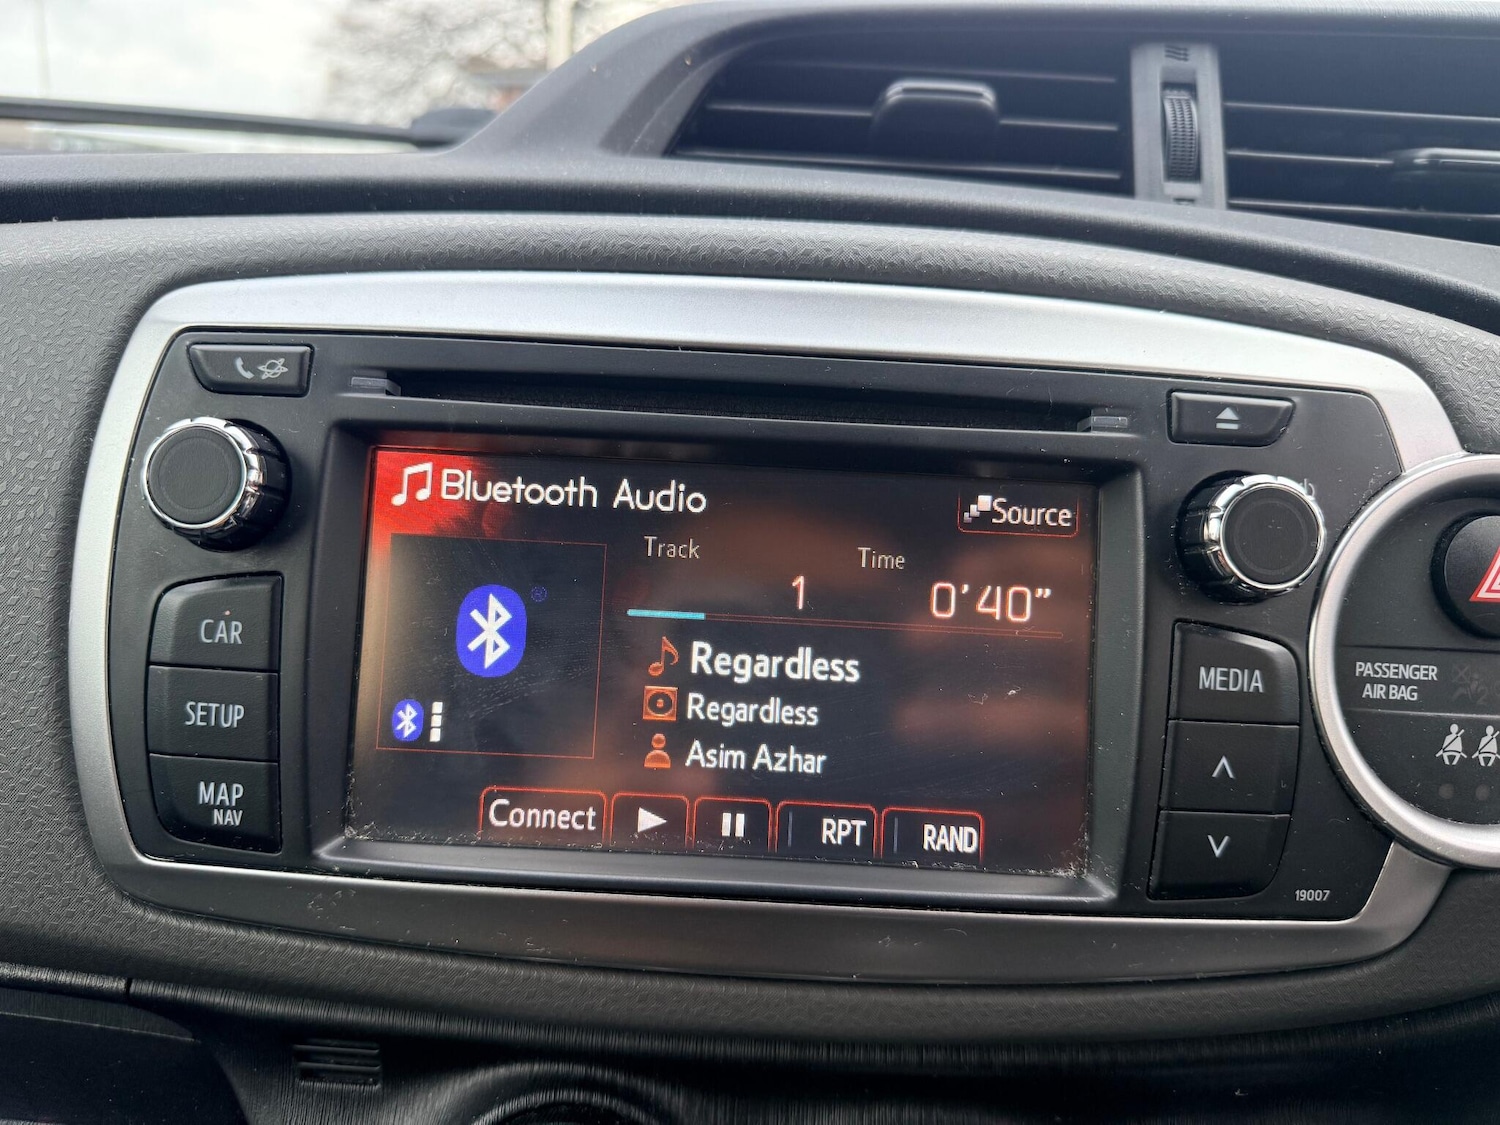 Bluetooth Audio
Source
Track
Time
1
0'40"
Regardless
Regardless
Asim Azhar
Connect
RPT
RAND
CAR
SETUP
MAP
NAV
MEDIA
19007
PASSENGER
AIR BAG